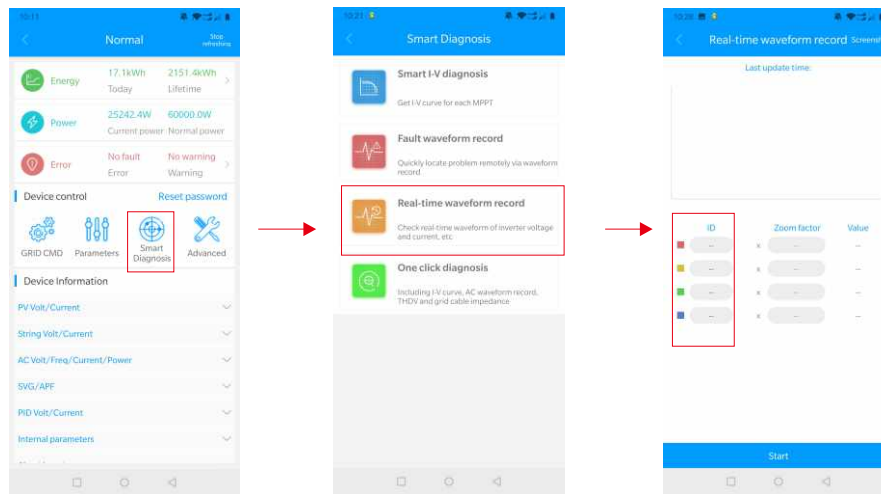 10:11
Normal
Stop
refreshing
Energy
17.1kWh
2151.4kWh
Today
Lifetime
Power
25242.4W
60000.0W
Current power
Normal power
Error
No fault
No warning
Error
Warning
Device control
Reset password
GRID CMD
Parameters
Smart
Diagnosis
Advanced
Device Information
PV Volt/Current
String Volt/Current
AC Volt/Freq/Current/Power
SVG/APF
PID Volt/Current
Internal parameters
10:21
Smart Diagnosis
Smart I-V diagnosis
Get I-V curve for each MPPT
Fault waveform record
Quickly locate problem remotely via waveform
record
Real-time waveform record
Check real-time waveform of inverter voltage
and current, etc
One click diagnosis
Including I-V curve, AC waveform record,
THDV and grid cable impedance
10:28
Real-time waveform record
Screensh
Last update time:
ID
Zoom factor
Value
-- x -- --
-- x -- --
-- x -- --
-- x -- --
Start